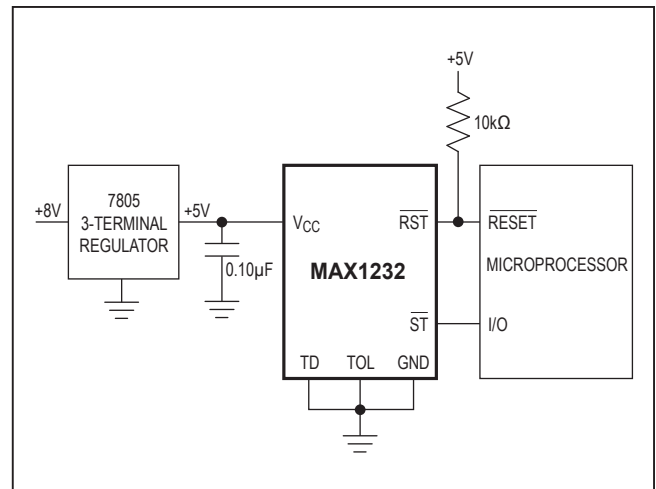 +5V
10kΩ
7805
3-TERMINAL
REGULATOR
+8V
+5V
0.10µF
VCC
RST
MAX1232
ST
TD TOL GND
RESET
MICROPROCESSOR
I/O